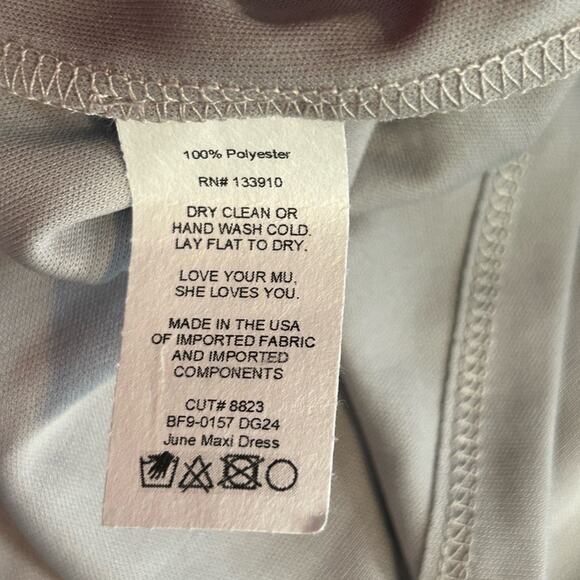 100% Polyester
RN# 133910
DRY CLEAN OR
HAND WASH COLD.
LAY FLAT TO DRY.
LOVE YOUR MU,
SHE LOVES YOU.
MADE IN THE USA
OF IMPORTED FABRIC
AND IMPORTED
COMPONENTS
CUT# 8823
BF9-0157 DG24
June Maxi Dress